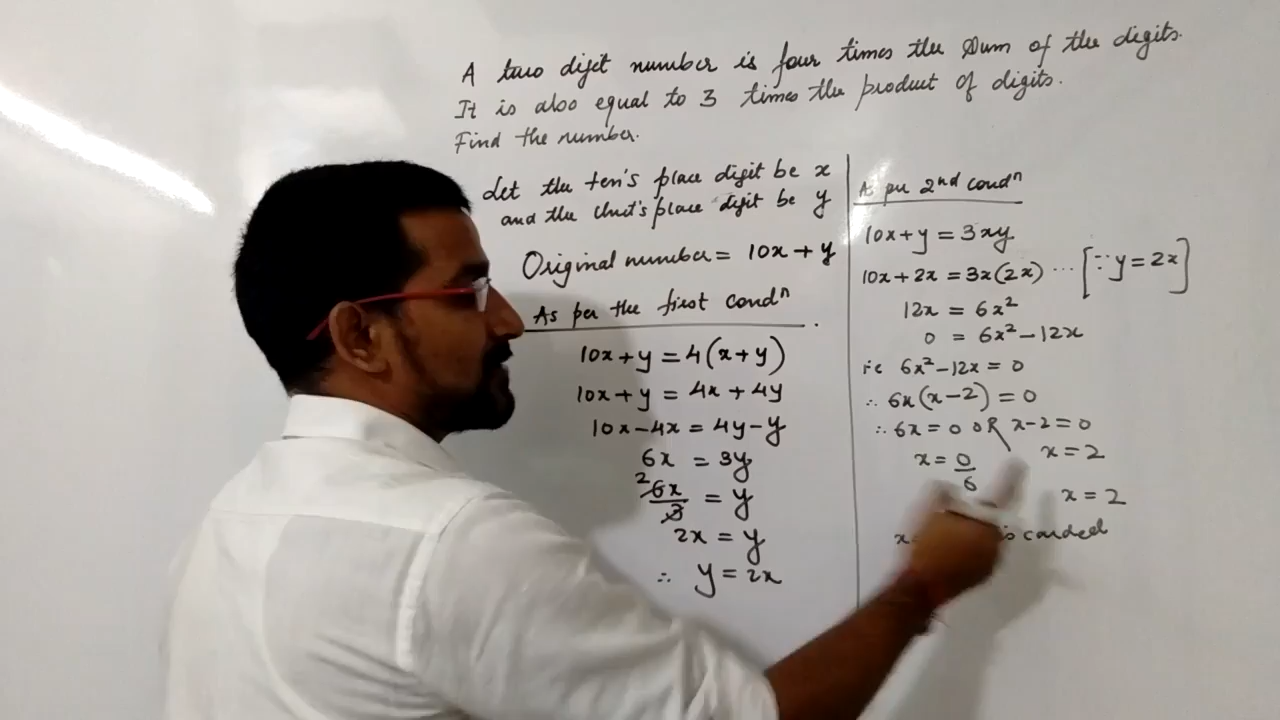 A two digit number is four times the sum of the digits.
It is also equal to 3 times the product of digits.
Find the number.
Let the ten's place digit be x
and the Unit's place digit be y
Original number = 10x + y
As per the first condⁿ
10x + y = 4(x + y)
10x + y = 4x + 4y
10x - 4x = 4y - y
6x = 3y
2
6x/3 = y
2x = y
∴ y = 2x
As per 2nd condⁿ
10x + y = 3xy
10x + 2x = 3x(2x) ... [∵ y = 2x]
12x = 6x²
0 = 6x² - 12x
i.e 6x² - 12x = 0
∴ 6x(x - 2) = 0
∴ 6x = 0 OR x - 2 = 0
x = 0/6
x = 2
x = 2
x =